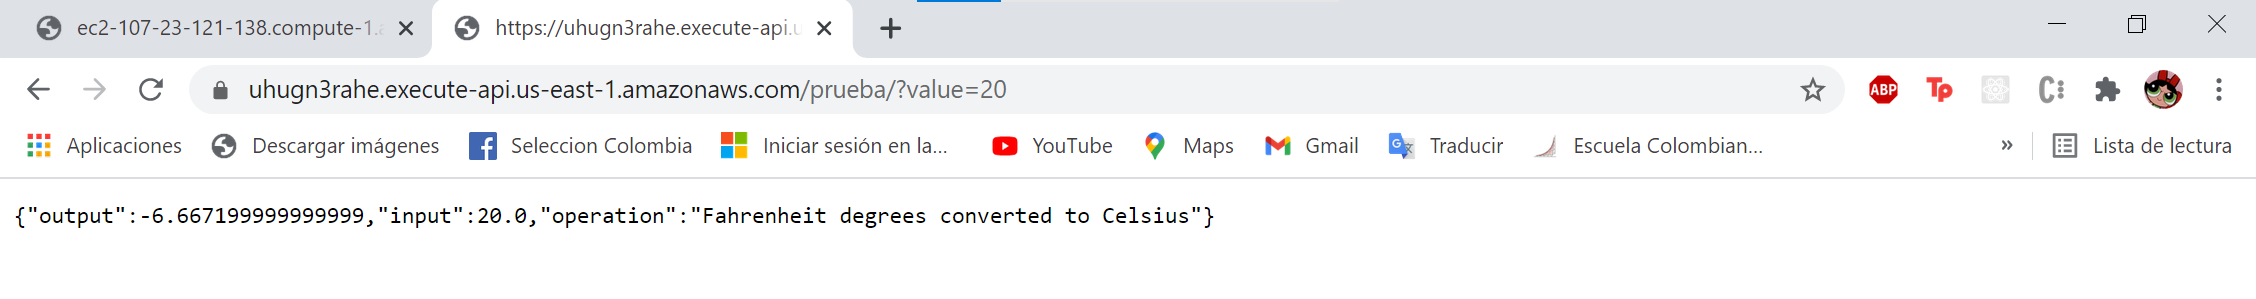 ec2-107-23-121-138.compute-1.a
https://uhugn3rahe.execute-api.u
uhugn3rahe.execute-api.us-east-1.amazonaws.com/prueba/?value=20
ABP Tp C
Aplicaciones Descargar imágenes Seleccion Colombia Iniciar sesión en la... YouTube Maps Gmail Traducir Escuela Colombian... » Lista de lectura
{"output":-6.667199999999999,"input":20.0,"operation":"Fahrenheit degrees converted to Celsius"}